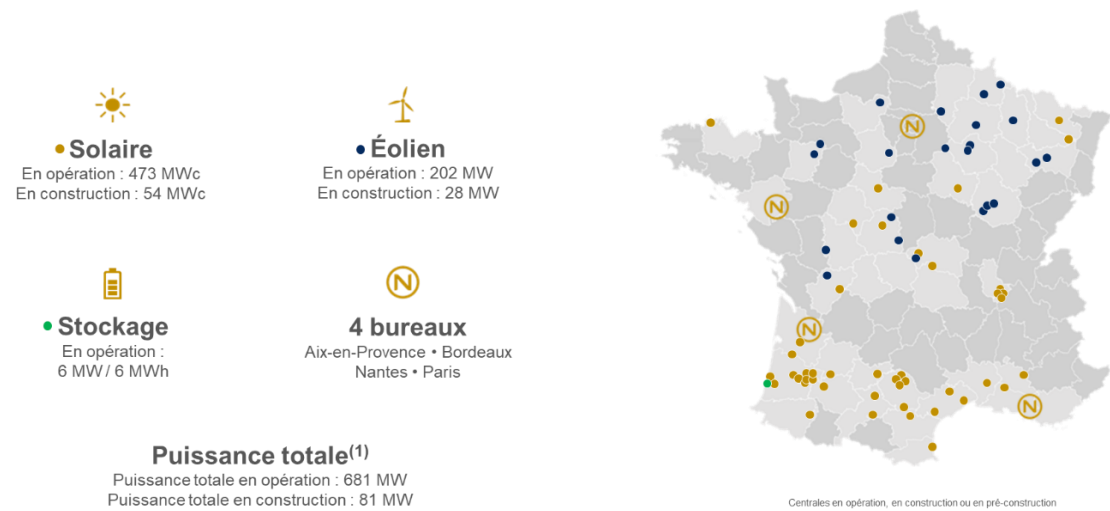 Solaire
En opération : 473 MWc
En construction : 54 MWc
Éolien
En opération : 202 MW
En construction : 28 MW
Stockage
En opération :
6 MW / 6 MWh
N
4 bureaux
Aix-en-Provence • Bordeaux
Nantes • Paris
Puissance totale(1)
Puissance totale en opération : 681 MW
Puissance totale en construction : 81 MW
N
N
N
N
Centrales en opération, en construction ou en pré-construction